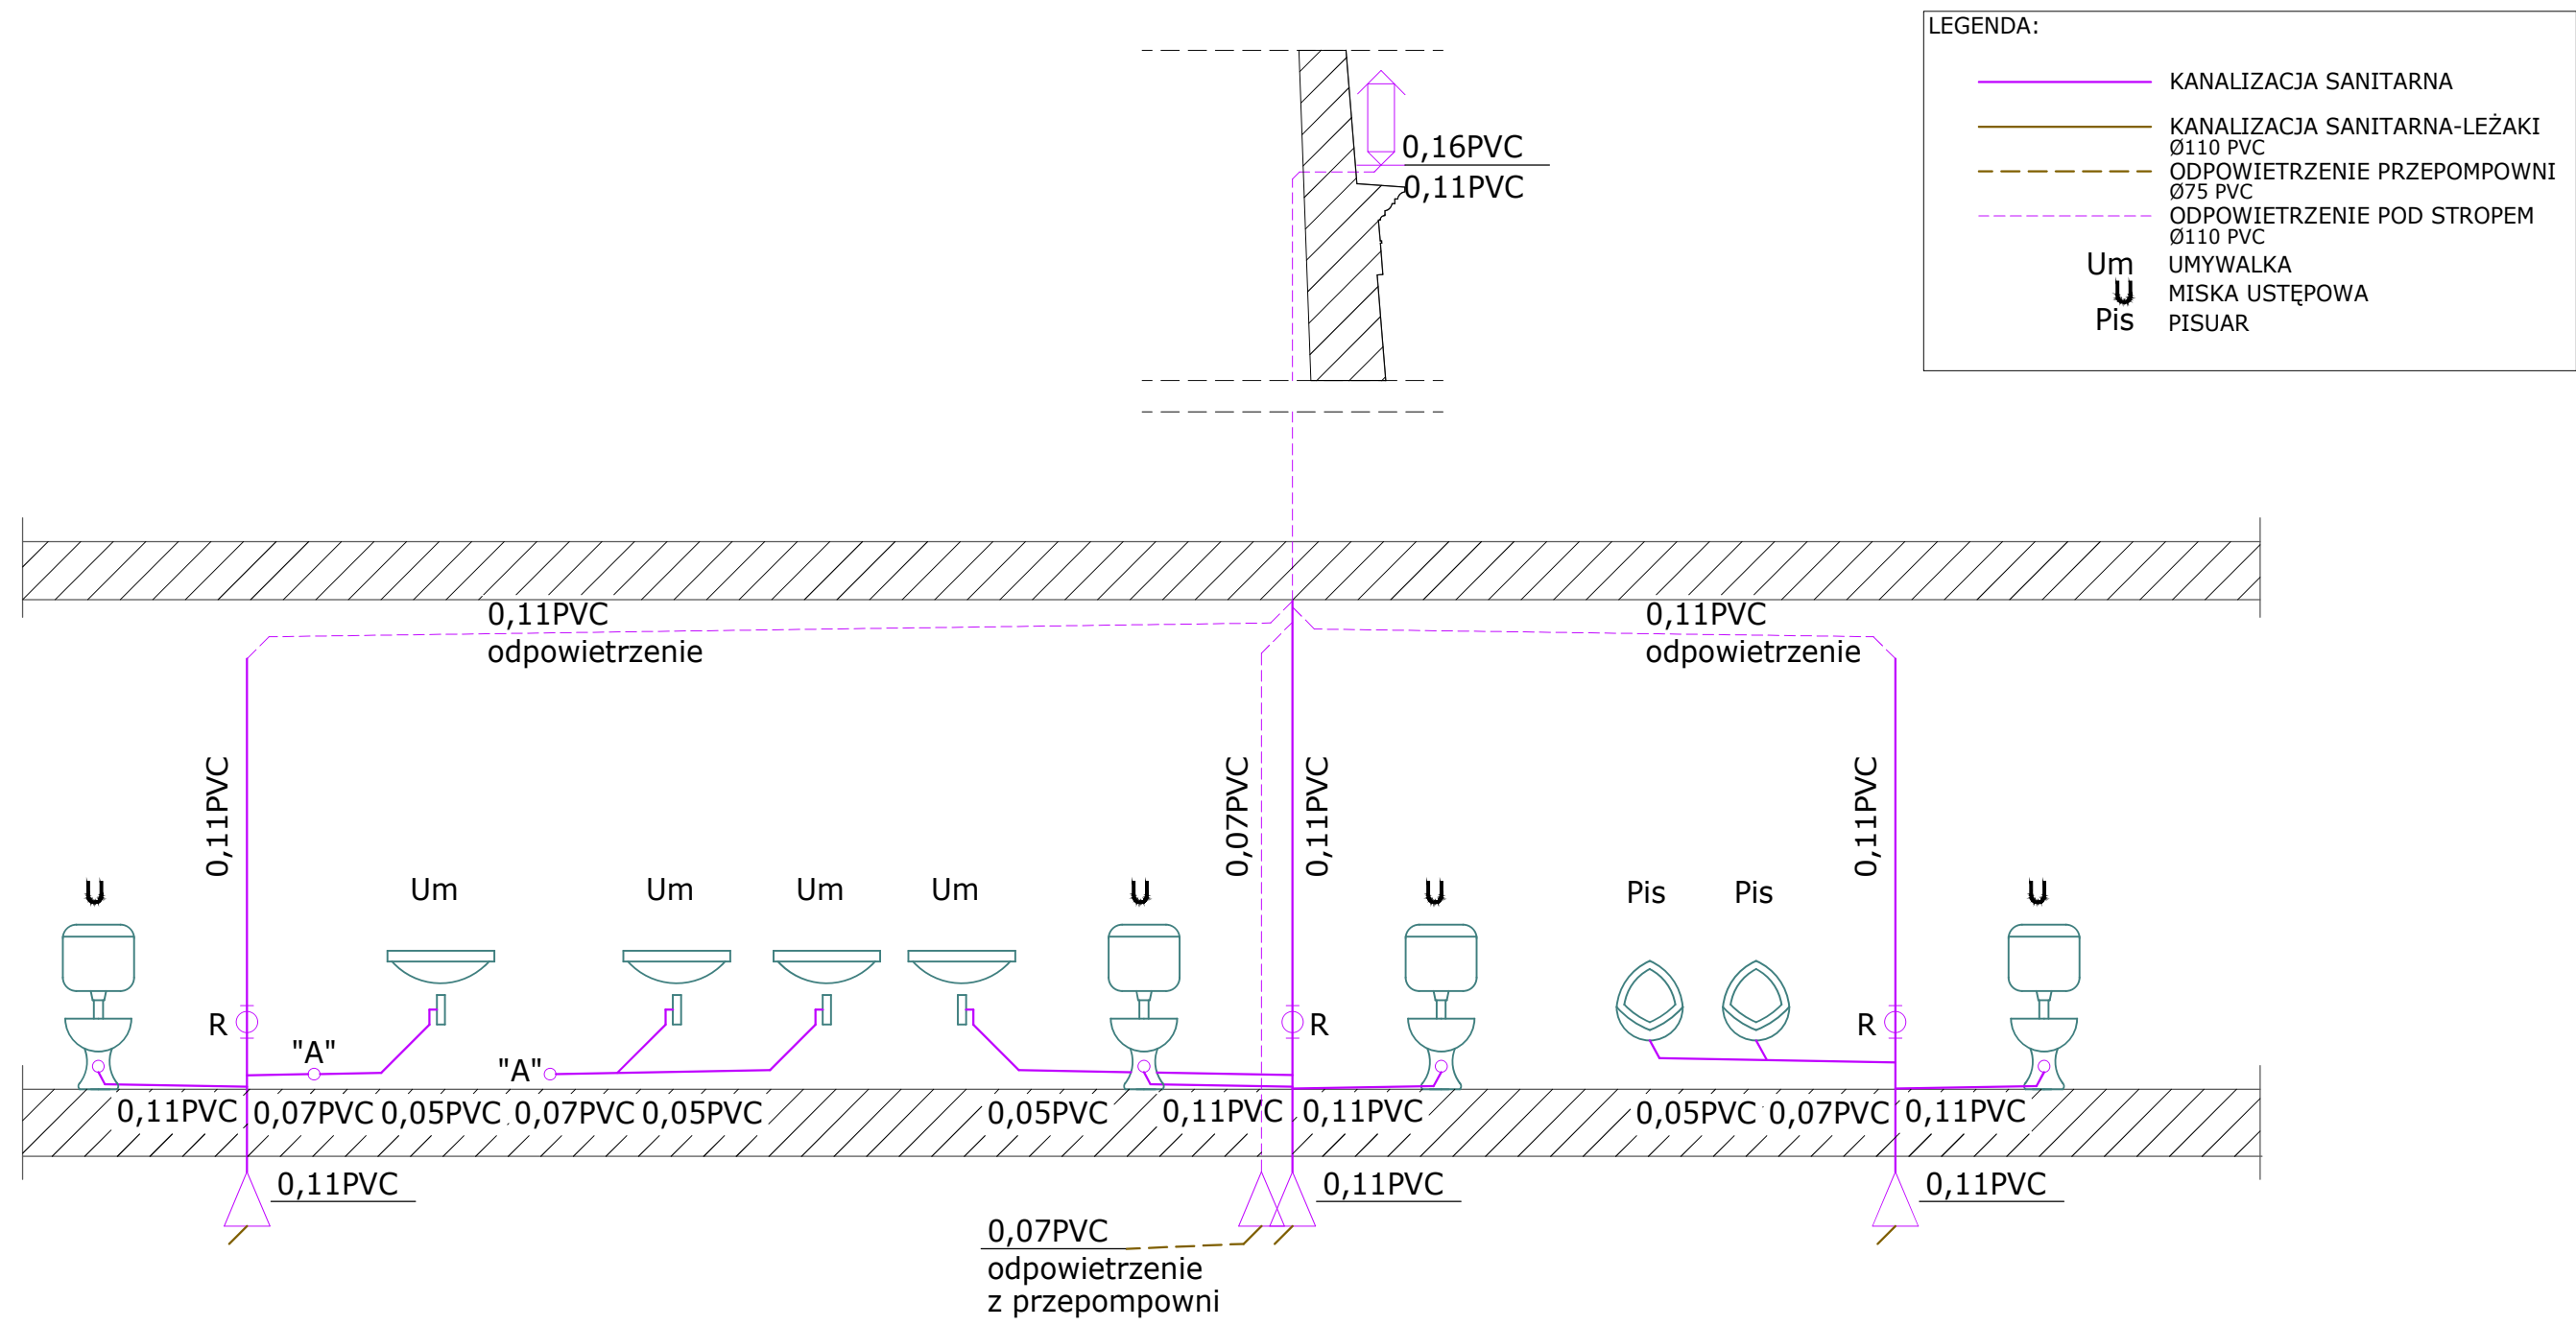 LEGENDA:
KANALIZACJA SANITARNA
KANALIZACJA SANITARNA-LEŻAKI
Ø110 PVC
ODPOWIETRZENIE PRZEPOMPOWNI
Ø75 PVC
ODPOWIETRZENIE POD STROPEM
Ø110 PVC
Um UMYWALKA
U MISKA USTĘPOWA
Pis PISUAR
0,16PVC
0,11PVC
0,11PVC
odpowietrzenie
0,11PVC
odpowietrzenie
0,11PVC
0,07PVC
0,11PVC
0,11PVC
U
Um
Um
Um
Um
U
U
Pis
Pis
U
R
"A"
"A"
R
R
0,11PVC
0,07PVC
0,05PVC
0,07PVC
0,05PVC
0,05PVC
0,11PVC
0,11PVC
0,05PVC
0,07PVC
0,11PVC
0,11PVC
0,11PVC
0,11PVC
0,07PVC
odpowietrzenie
z przepompowni